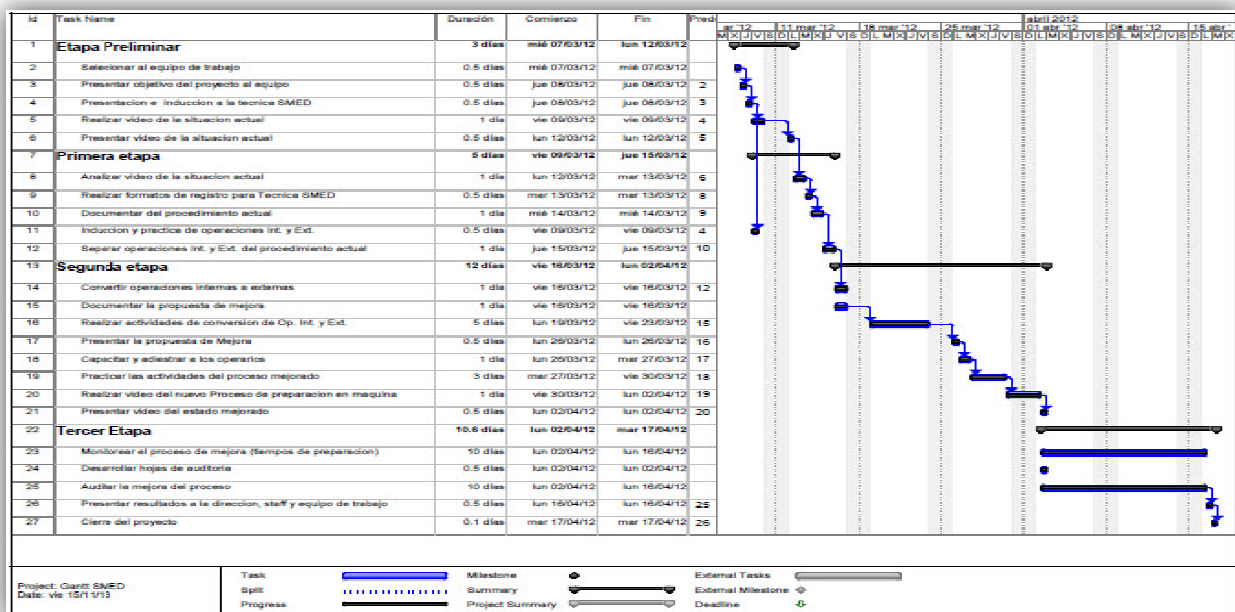 Id Task Name Duración Comienzo Fin Pred
ar '12 11 mar '12 18 mar '12 25 mar '12 abril 2012 01 abr '12 08 abr '12 15 abr '
M X J V S D L M X J V S D L M X J V S D L M X J V S D L M X J V S D L M X J V S D L M X
1 Etapa Preliminar 3 días mié 07/03/12 lun 12/03/12
2 Selecionar al equipo de trabajo 0.5 días mié 07/03/12 mié 07/03/12
3 Presentar objetivo del proyecto al equipo 0.5 días jue 08/03/12 jue 08/03/12 2
4 Presentacion e Induccion a la tecnica SMED 0.5 días jue 08/03/12 jue 08/03/12 3
5 Realizar video de la situacion actual 1 día vie 09/03/12 vie 09/03/12 4
6 Presentar video de la situacion actual 0.5 días lun 12/03/12 lun 12/03/12 5
7 Primera etapa 5 días vie 09/03/12 jue 15/03/12
8 Analizar video de la situacion actual 1 día lun 12/03/12 mar 13/03/12 6
9 Realizar formatos de registro para Tecnica SMED 0.5 días mar 13/03/12 mar 13/03/12 8
10 Documentar del procedimiento actual 1 día mié 14/03/12 mié 14/03/12 9
11 Induccion y practica de operaciones Int. y Ext. 0.5 días vie 09/03/12 vie 09/03/12 4
12 Separar operaciones Int. y Ext. del procedimiento actual 1 día jue 15/03/12 jue 15/03/12 10
13 Segunda etapa 12 días vie 16/03/12 lun 02/04/12
14 Convertir operaciones internas a externas 1 día vie 16/03/12 vie 16/03/12 12
15 Documentar la propuesta de mejora 1 día vie 16/03/12 vie 16/03/12
16 Realizar actividades de conversion de Op. Int. y Ext. 5 días lun 19/03/12 vie 23/03/12 15
17 Presentar la propuesta de Mejora 0.5 días lun 26/03/12 lun 26/03/12 16
18 Capacitar y adiestrar a los operarios 1 día lun 26/03/12 mar 27/03/12 17
19 Practicar las actividades del proceso mejorado 3 días mar 27/03/12 vie 30/03/12 18
20 Realizar video del nuevo Proceso de preparacion en maquina 1 día vie 30/03/12 lun 02/04/12 19
21 Presentar video del estado mejorado 0.5 días lun 02/04/12 lun 02/04/12 20
22 Tercer Etapa 10.6 días lun 02/04/12 mar 17/04/12
23 Monitorear el proceso de mejora (tiempos de preparacion) 10 días lun 02/04/12 lun 16/04/12
24 Desarrollar hojas de auditoria 0.5 días lun 02/04/12 lun 02/04/12
25 Auditar la mejora del proceso 10 días lun 02/04/12 lun 16/04/12
26 Presentar resultados a la direccion, staff y equipo de trabajo 0.5 días lun 16/04/12 lun 16/04/12 25
27 Cierre del proyecto 0.1 días mar 17/04/12 mar 17/04/12 26
Project: Gantt SMED
Date: vie 15/11/13
Task Milestone External Tasks
Split Summary External Milestone
Progress Project Summary Deadline